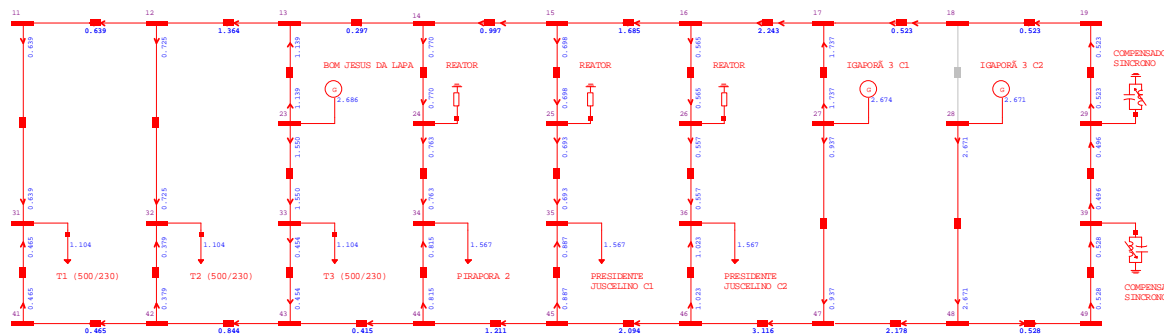 11 12 13 14 15 16 17 18 19
0.639 1.364 0.297 0.997 1.685 2.243 0.523 0.523
0.639 0.725 1.139 0.770 0.698 0.565 1.737 0.523
BOM JESUS DA LAPA REATOR REATOR REATOR IGAPORÃ 3 C1 IGAPORÃ 3 C2
COMPENSADO
SINCRONO
G G G
2.686 2.674 2.671
1.139 0.770 0.698 0.565 1.737 0.523
23 24 25 26 27 28 29
1.550 0.763 0.693 0.557 0.937 2.671 0.496
0.639 0.725 1.550 0.763 0.693 0.557 0.496
31 32 33 34 35 36 39
1.104 1.104 1.104 1.567 1.567 1.567
0.465 0.379 0.454 0.815 0.887 1.023 0.528
T1 (500/230) T2 (500/230) T3 (500/230) PIRAPORA 2 PRESIDENTE
JUSCELINO C1
PRESIDENTE
JUSCELINO C2
COMPENSA
SINCRONO
0.465 0.379 0.454 0.815 0.887 1.023 0.937 2.671 0.528
41 42 43 44 45 46 47 48 49
0.465 0.844 0.415 1.211 2.094 3.116 2.178 0.528